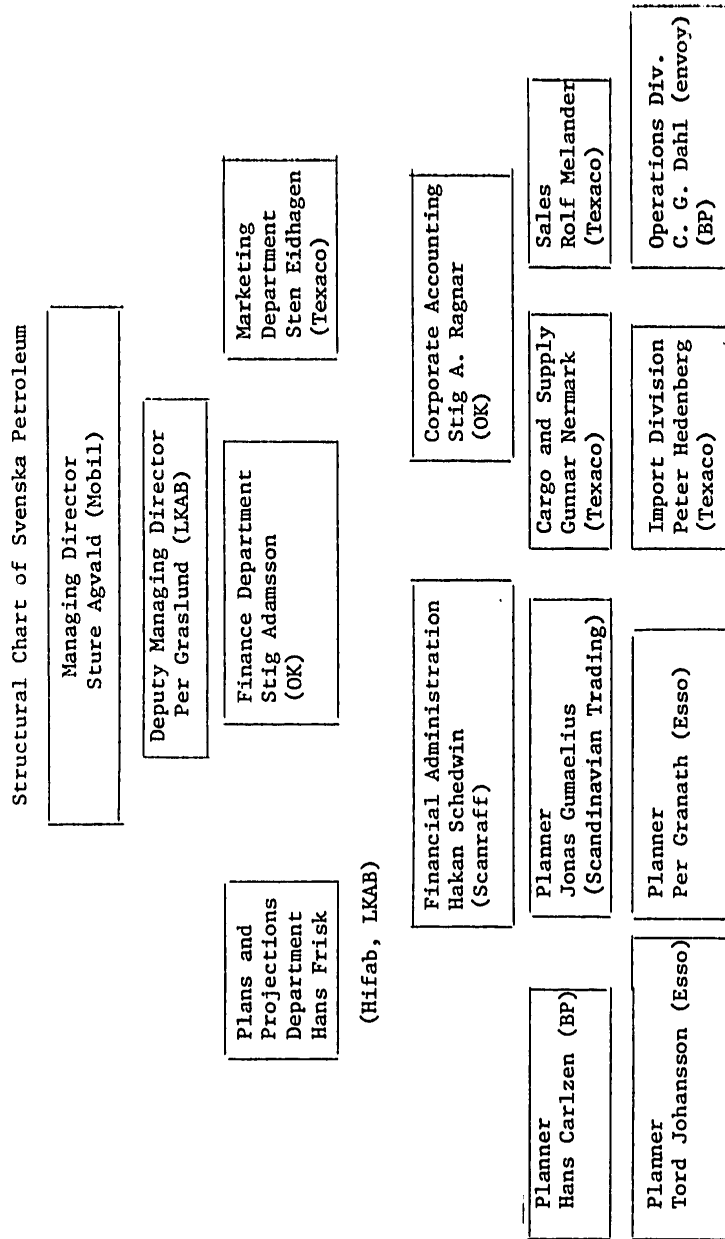 Structural Chart of Svenska Petroleum
Managing Director
Sture Agvald (Mobil)
Deputy Managing Director
Per Graslund (LKAB)
Plans and
Projections
Department
Hans Frisk
(Hifab, LKAB)
Finance Department
Stig Adamsson
(OK)
Marketing
Department
Sten Eidhagen
(Texaco)
Financial Administration
Hakan Schedwin
(Scanraff)
Corporate Accounting
Stig A. Ragnar
(OK)
Planner
Hans Carlzen (BP)
Planner
Jonas Gumaelius
(Scandinavian Trading)
Cargo and Supply
Gunnar Nermark
(Texaco)
Sales
Rolf Melander
(Texaco)
Planner
Tord Johansson (Esso)
Planner
Per Granath (Esso)
Import Division
Peter Hedenberg
(Texaco)
Operations Div.
C. G. Dahl (envoy)
(BP)